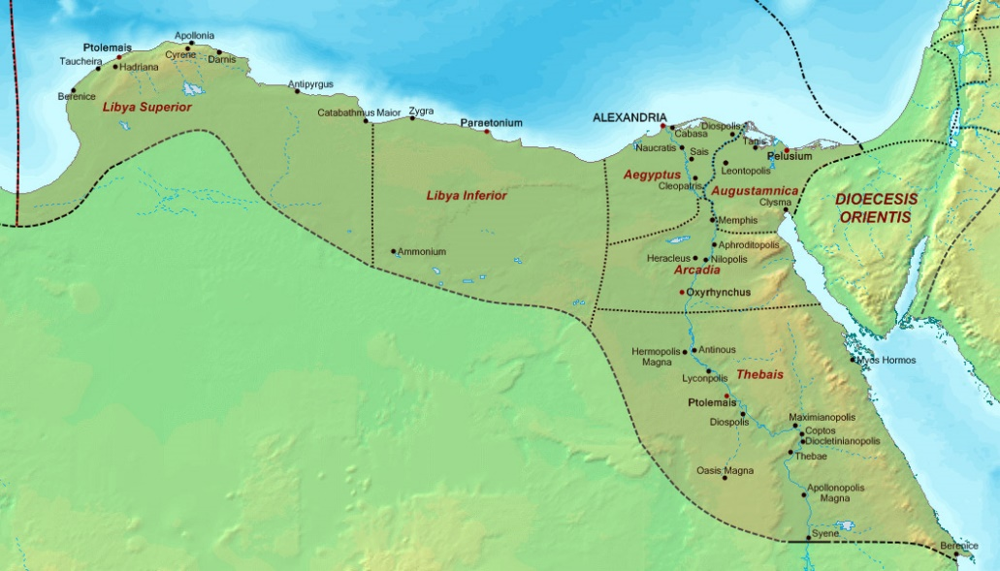 Apollonia
Ptolemais
Cyrene
Darnis
Taucheira
Hadriana
Berenice
Libya Superior
Antipyrgus
Catabathmus Maior
Zygra
Paraetonium
Libya Inferior
Ammonium
ALEXANDRIA
Cabasa
Diospolis
Tanis
Pelusium
Naucratis
Sais
Leontopolis
Aegyptus
Cleopatris
Augustamnica
Clysma
DIOECESIS
ORIENTIS
Memphis
Aphroditopolis
Heracleus
Nilopolis
Arcadia
Oxyrhynchus
Hermopolis
Magna
Antinous
Myos Hormos
Lyconpolis
Thebais
Ptolemais
Diospolis
Maximianopolis
Coptos
Diocletinianopolis
Thebae
Oasis Magna
Apollonopolis
Magna
Syene
Berenice